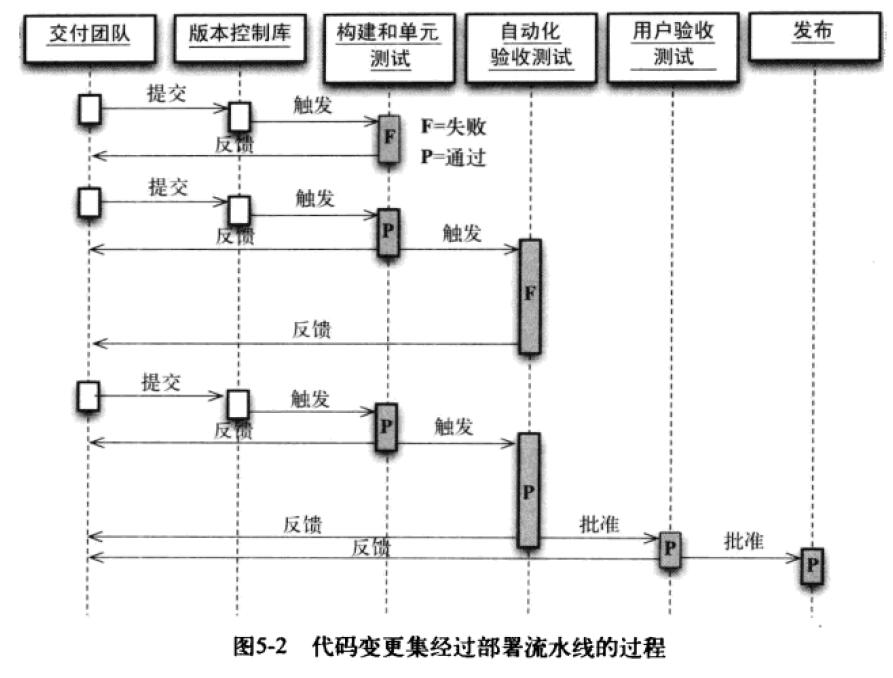 交付团队
版本控制库
构建和单元
测试
自动化
验收测试
用户验收
测试
发布
提交
触发
F
F=失败
反馈
P=通过
提交
触发
P
反馈
触发
F
反馈
提交
触发
P
反馈
触发
P
反馈
批准
P
反馈
批准
P
图5-2 代码变更集经过部署流水线的过程